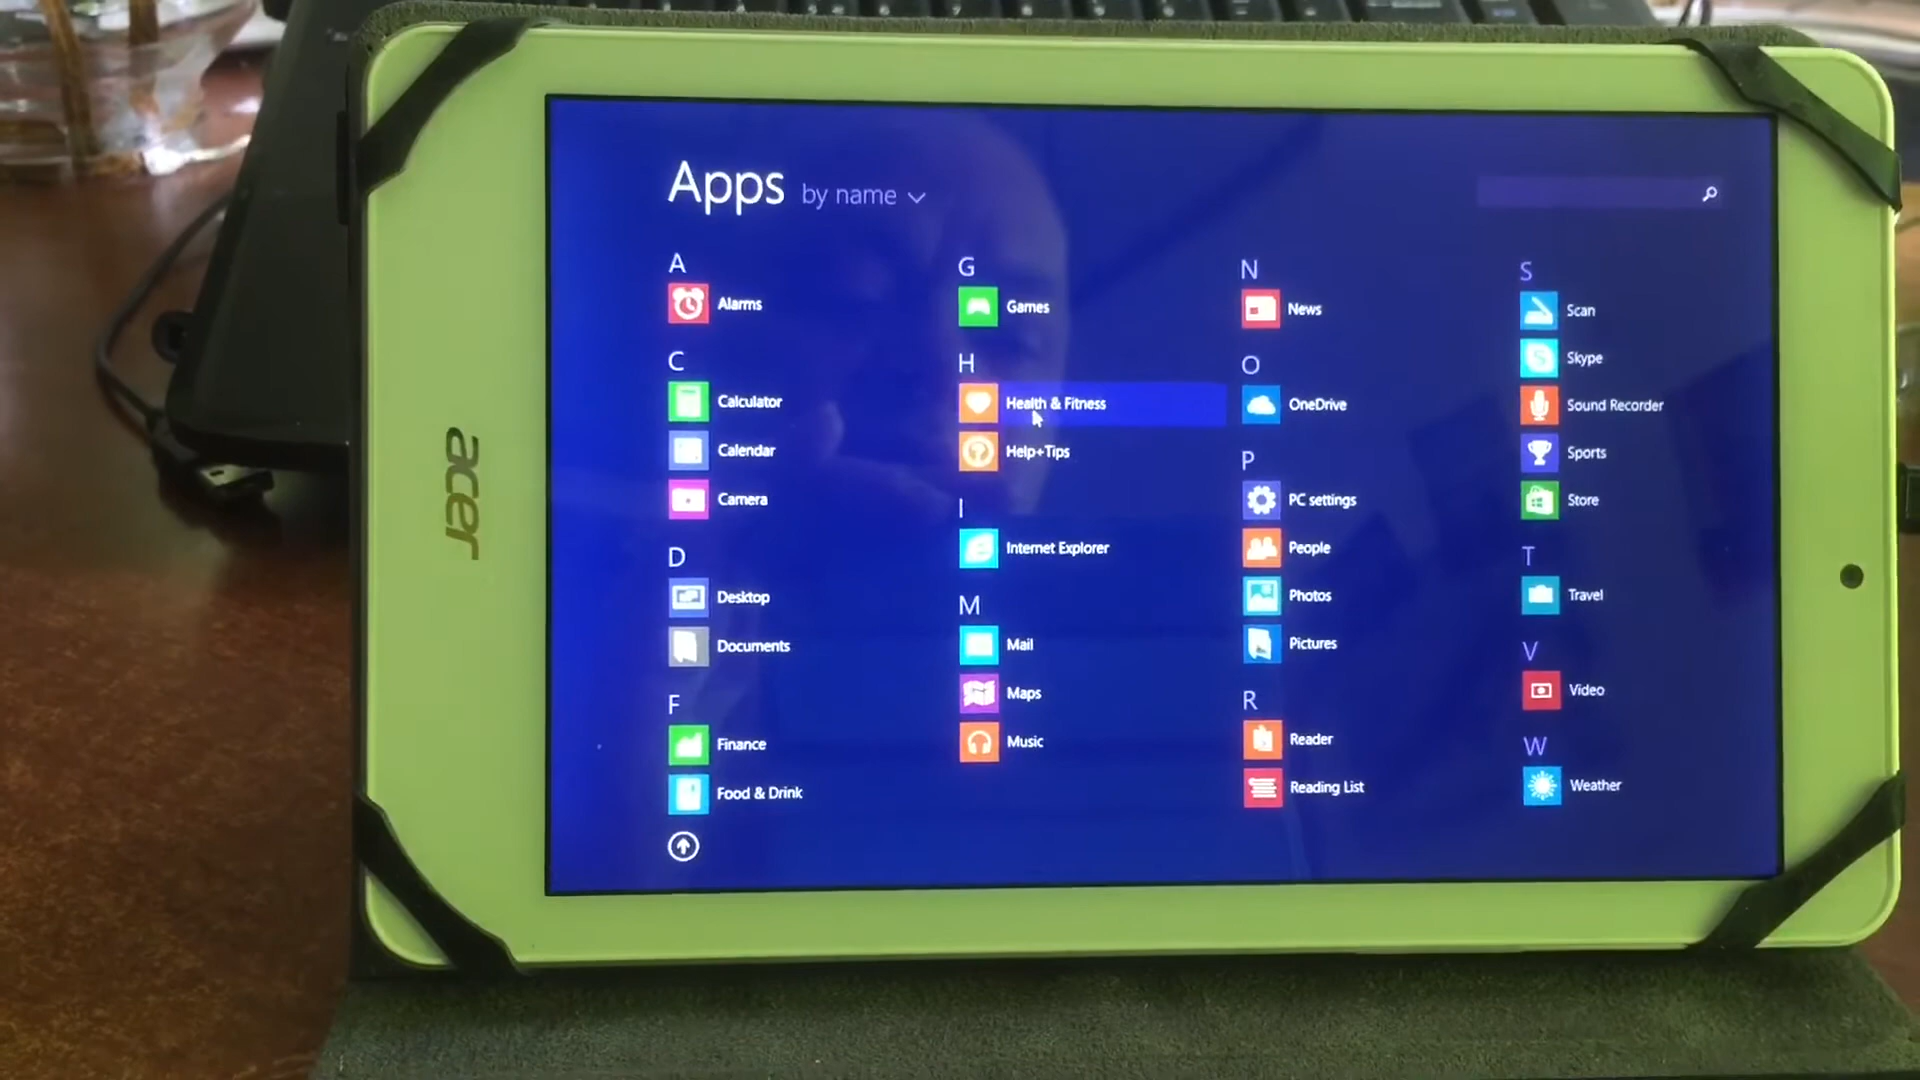 acer
Apps by name
A
Alarms
C
Calculator
Calendar
Camera
D
Desktop
Documents
F
Finance
Food & Drink
G
Games
H
Health & Fitness
Help+Tips
I
Internet Explorer
M
Mail
Maps
Music
N
News
O
OneDrive
P
PC settings
People
Photos
Pictures
R
Reader
Reading List
S
Scan
Skype
Sound Recorder
Sports
Store
T
Travel
V
Video
W
Weather